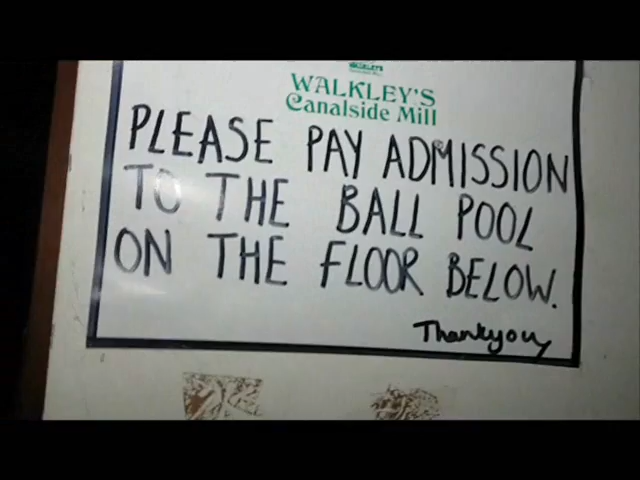 WALKLEY'S
Canalside Mill
PLEASE PAY ADMISSION
TO THE BALL POOL
ON THE FLOOR BELOW.
Thankyou